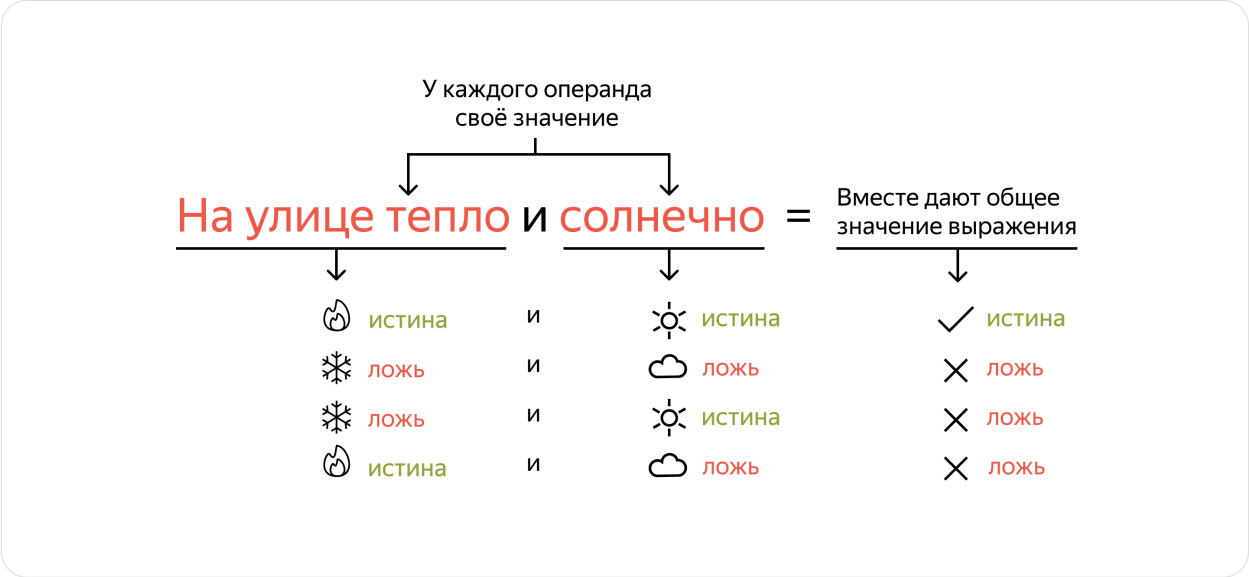 У каждого операнда
своё значение
На улице тепло и солнечно =
Вместе дают общее
значение выражения
истина и истина истина
ложь и ложь ложь
ложь и истина ложь
истина и ложь ложь